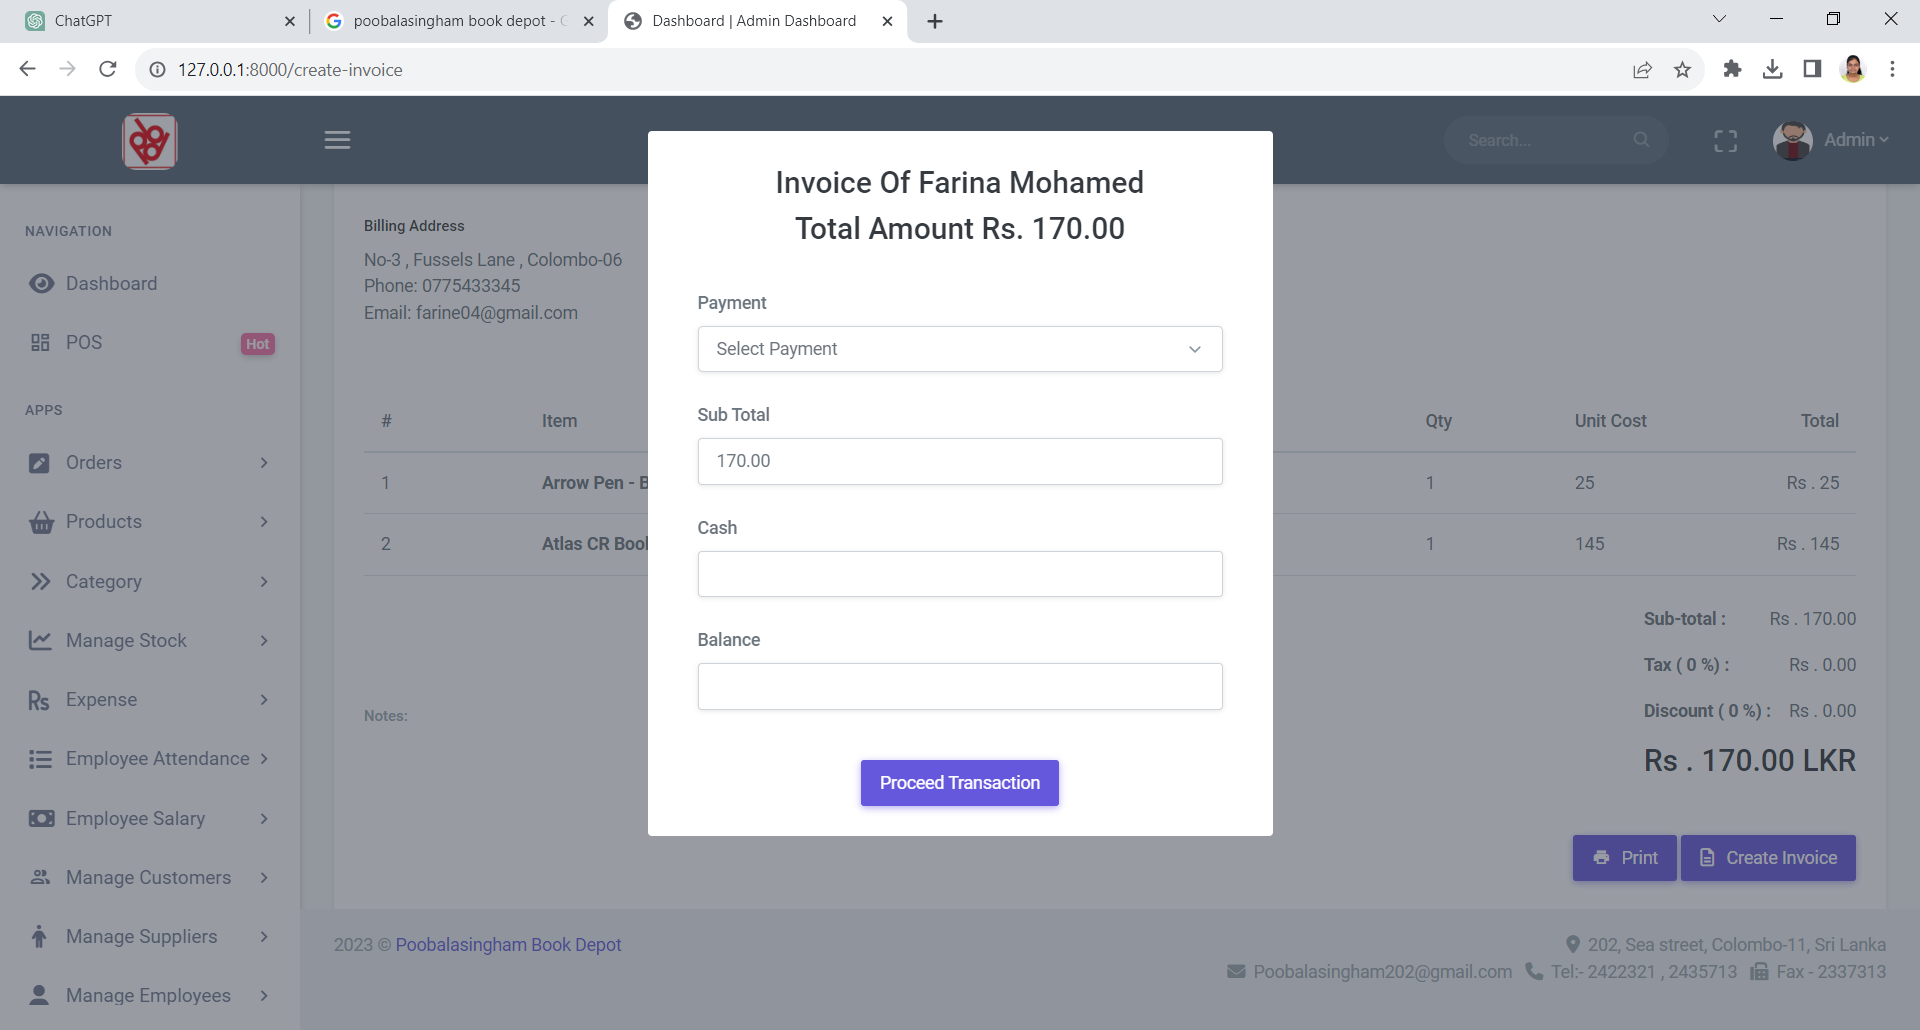 ChatGPT
poobalasingham book depot -
Dashboard | Admin Dashboard
127.0.0.1:8000/create-invoice
Search...
Admin
NAVIGATION
Dashboard
POS
Hot
APPS
Orders
Products
Category
Manage Stock
Rs Expense
Employee Attendance
Employee Salary
Manage Customers
Manage Suppliers
Manage Employees
Billing Address
No-3 , Fussels Lane , Colombo-06
Phone: 0775433345
Email: farine04@gmail.com
# Item Qty Unit Cost Total
1 Arrow Pen - B 1 25 Rs . 25
2 Atlas CR Book 1 145 Rs . 145
Sub-total : Rs . 170.00
Tax ( 0 %) : Rs . 0.00
Discount ( 0 %) : Rs . 0.00
Notes:
Rs . 170.00 LKR
Print
Create Invoice
Invoice Of Farina Mohamed
Total Amount Rs. 170.00
Payment
Select Payment
Sub Total
170.00
Cash
Balance
Proceed Transaction
2023 © Poobalasingham Book Depot
202, Sea street, Colombo-11, Sri Lanka
Poobalasingham202@gmail.com Tel:- 2422321 , 2435713 Fax - 2337313